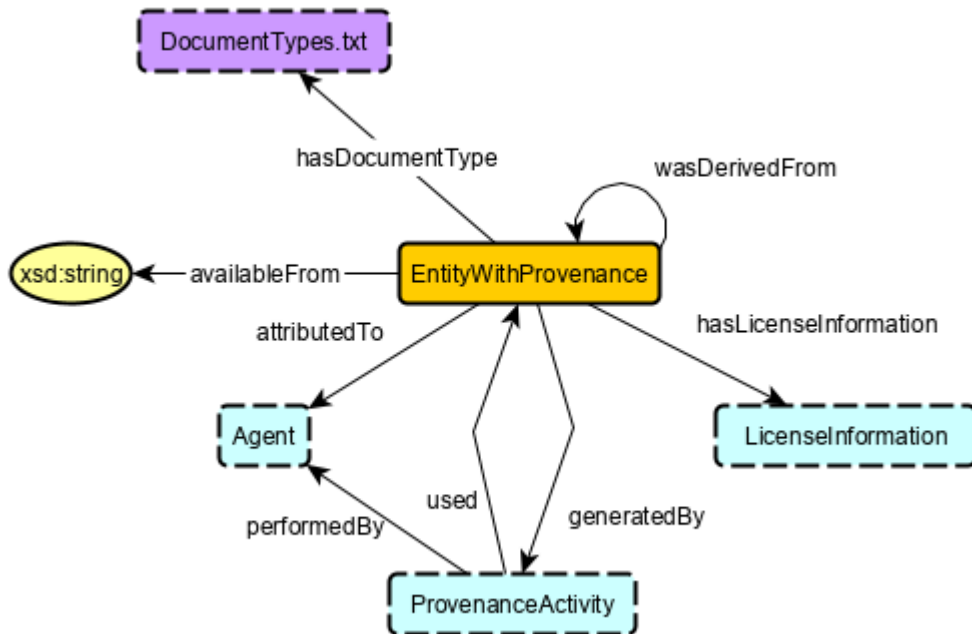 DocumentTypes.txt
hasDocumentType
wasDerivedFrom
xsd:string
availableFrom
EntityWithProvenance
attributedTo
hasLicenseInformation
Agent
LicenseInformation
used
generatedBy
performedBy
ProvenanceActivity